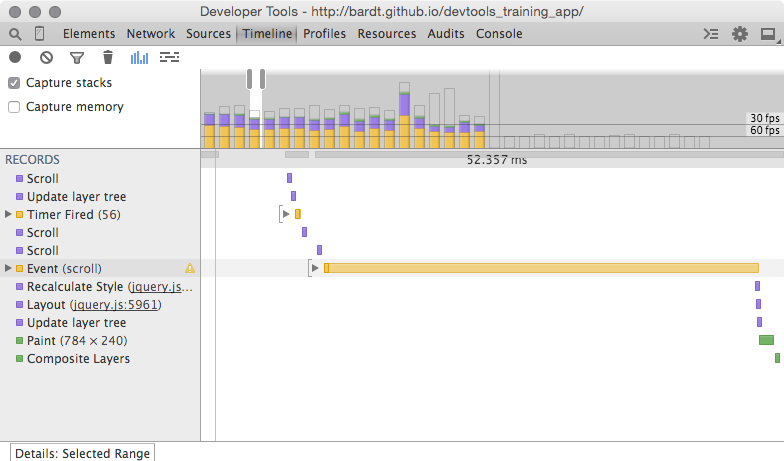 Developer Tools - http://bardt.github.io/devtools_training_app/
Elements Network Sources Timeline Profiles Resources Audits Console
Capture stacks
Capture memory
30 fps
60 fps
RECORDS
52.357 ms
Scroll
Update layer tree
Timer Fired (56)
Scroll
Scroll
Event (scroll)
Recalculate Style (jquery.js...
Layout (jquery.js:5961)
Update layer tree
Paint (784 × 240)
Composite Layers
Details: Selected Range